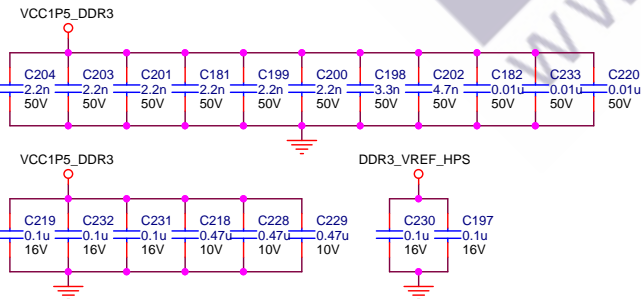 VCC1P5_DDR3
C204 C203 C201 C181 C199 C200 C198 C202 C182 C233 C220
2.2n 2.2n 2.2n 2.2n 2.2n 2.2n 3.3n 4.7n 0.01u 0.01u 0.01u
50V 50V 50V 50V 50V 50V 50V 50V 50V 50V 50V
VCC1P5_DDR3 DDR3_VREF_HPS
C219 C232 C231 C218 C228 C229 C230 C197
0.1u 0.1u 0.1u 0.47u 0.47u 0.47u 0.1u 0.1u
16V 16V 16V 10V 10V 10V 16V 16V